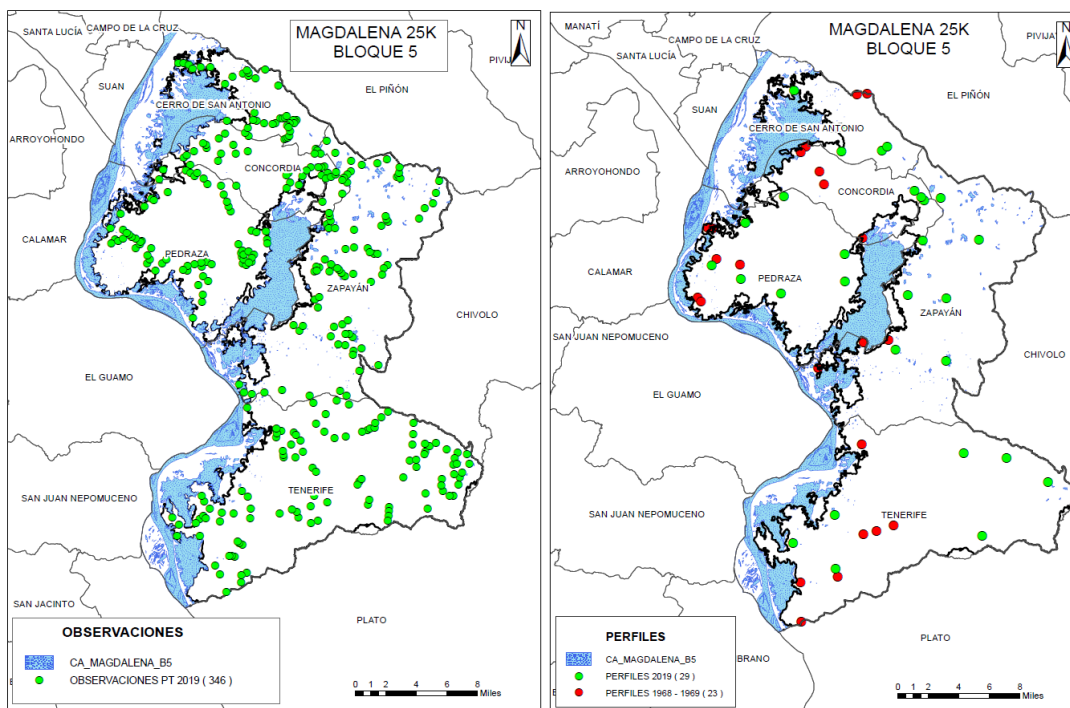 MAGDALENA 25K
BLOQUE 5
N
CAMPO DE LA CRUZ
SANTA LUCÍA
PIVIJ
SUAN
EL PIÑÓN
CERRO DE SAN ANTONIO
ARROYOHONDO
CONCORDIA
CALAMAR
PEDRAZA
ZAPAYÁN
CHIVOLO
EL GUAMO
SAN JUAN NEPOMUCENO
TENERIFE
SAN JACINTO
PLATO
OBSERVACIONES
CA_MAGDALENA_B5
OBSERVACIONES PT 2019 ( 346 )
0 2 4 6 8
Miles
MAGDALENA 25K
BLOQUE 5
N
MANATÍ
CAMPO DE LA CRUZ
PIVIJA
SANTA LUCÍA
SUAN
EL PIÑÓN
CERRO DE SAN ANTONIO
ARROYOHONDO
CONCORDIA
CALAMAR
PEDRAZA
ZAPAYÁN
SAN JUAN NEPOMUCENO
CHIVOLO
EL GUAMO
SAN JUAN NEPOMUCENO
TENERIFE
PLATO
BRANO
PERFILES
CA_MAGDALENA_B5
PERFILES 2019 ( 29 )
PERFILES 1968 - 1969 ( 23 )
0 2 4 6 8
Miles